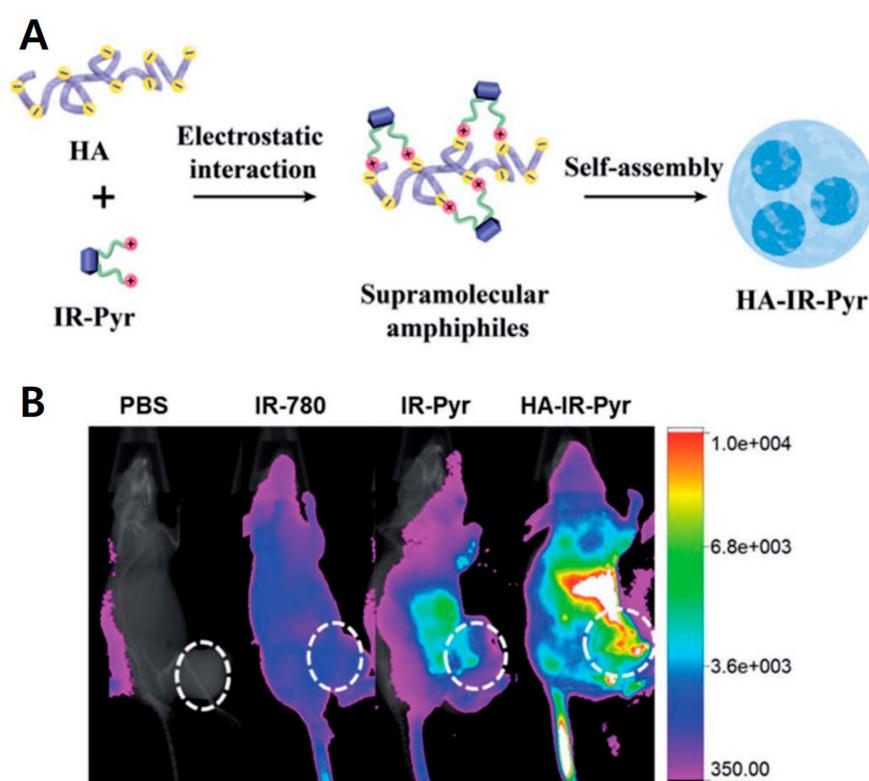 A
HA
+
IR-Pyr
Electrostatic
interaction
Supramolecular
amphiphiles
Self-assembly
HA-IR-Pyr
B
PBS IR-780 IR-Pyr HA-IR-Pyr
1.0e+004
6.8e+003
3.6e+003
350.00